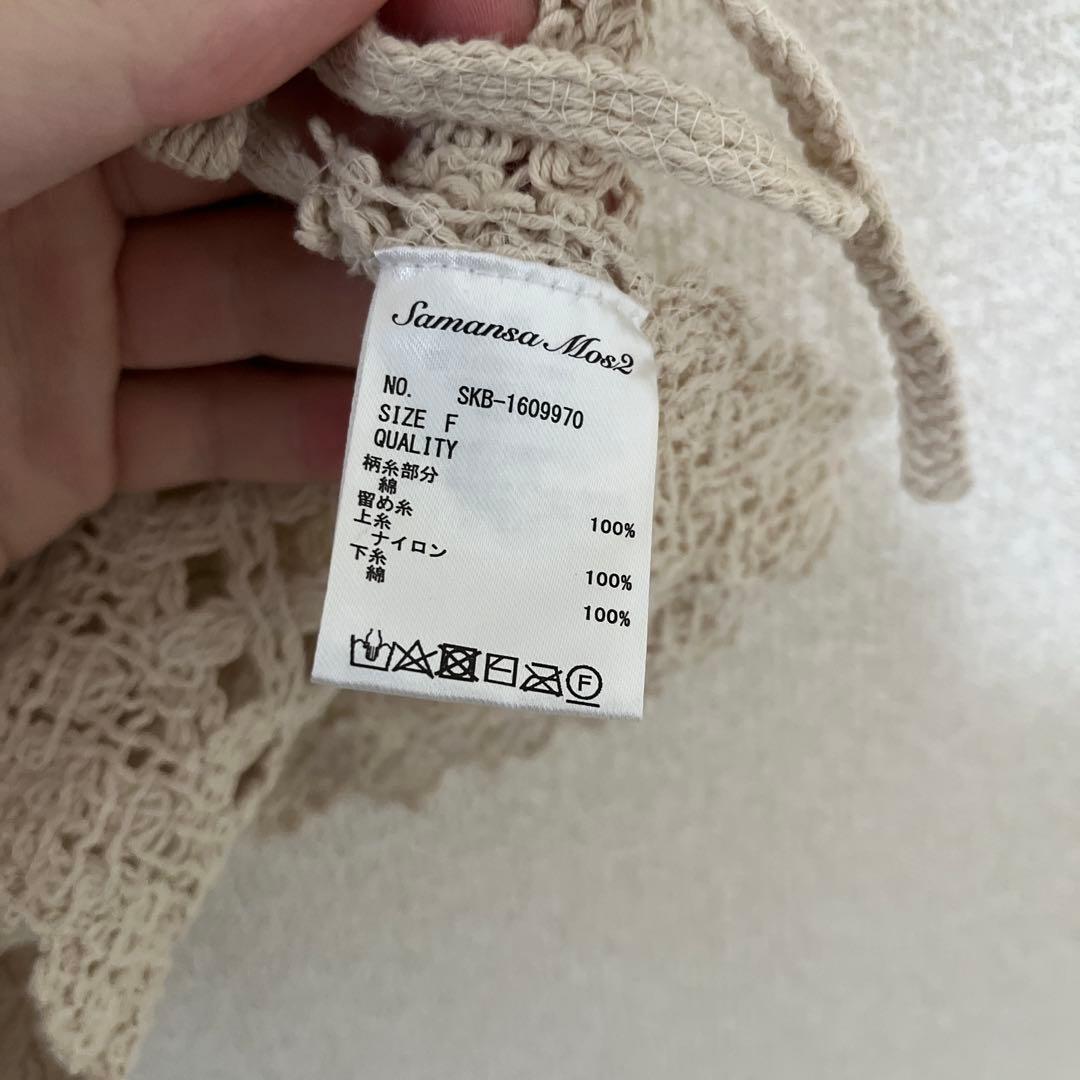 Samansa Mos2
NO. SKB-1609970
SIZE F
QUALITY
柄糸部分
綿 100%
留め糸
上糸
ナイロン 100%
下糸
綿 100%
F